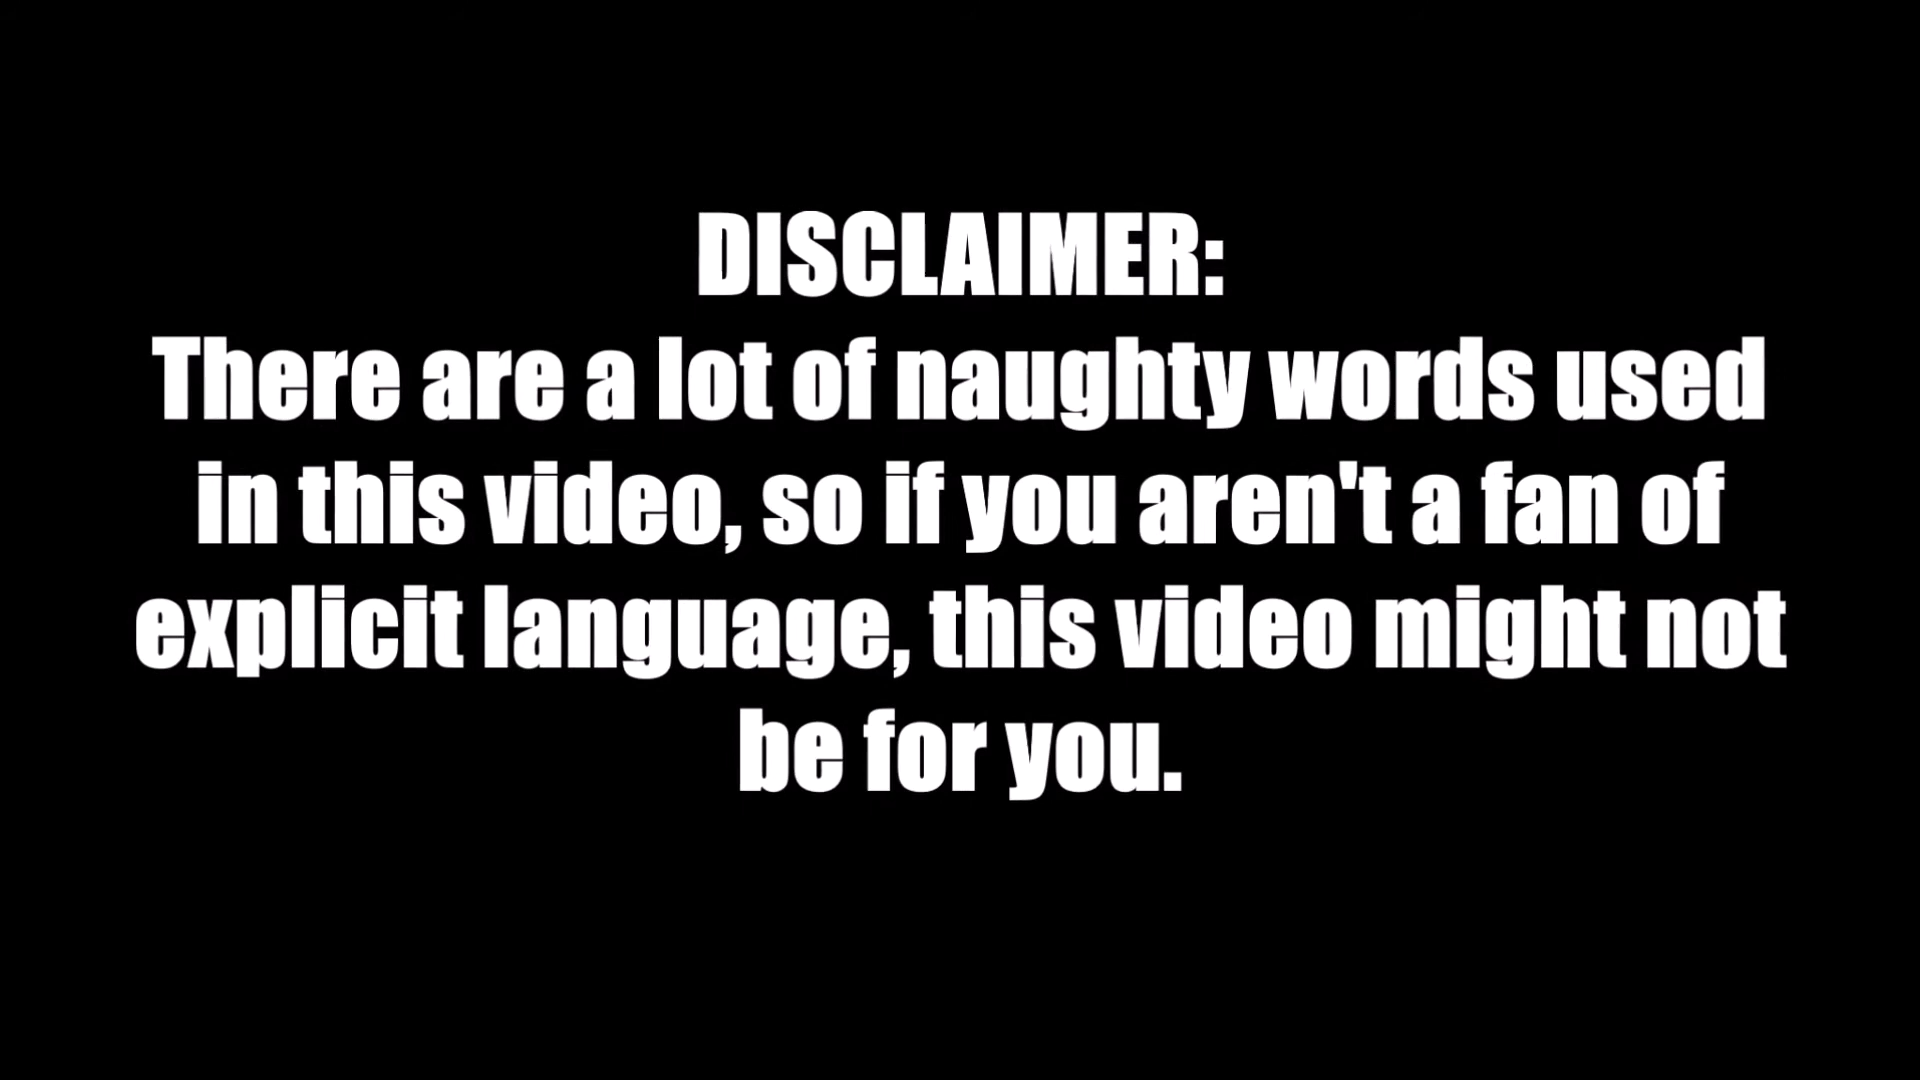 DISCLAIMER:
There are a lot of naughty words used
in this video, so if you aren't a fan of
explicit language, this video might not
be for you.